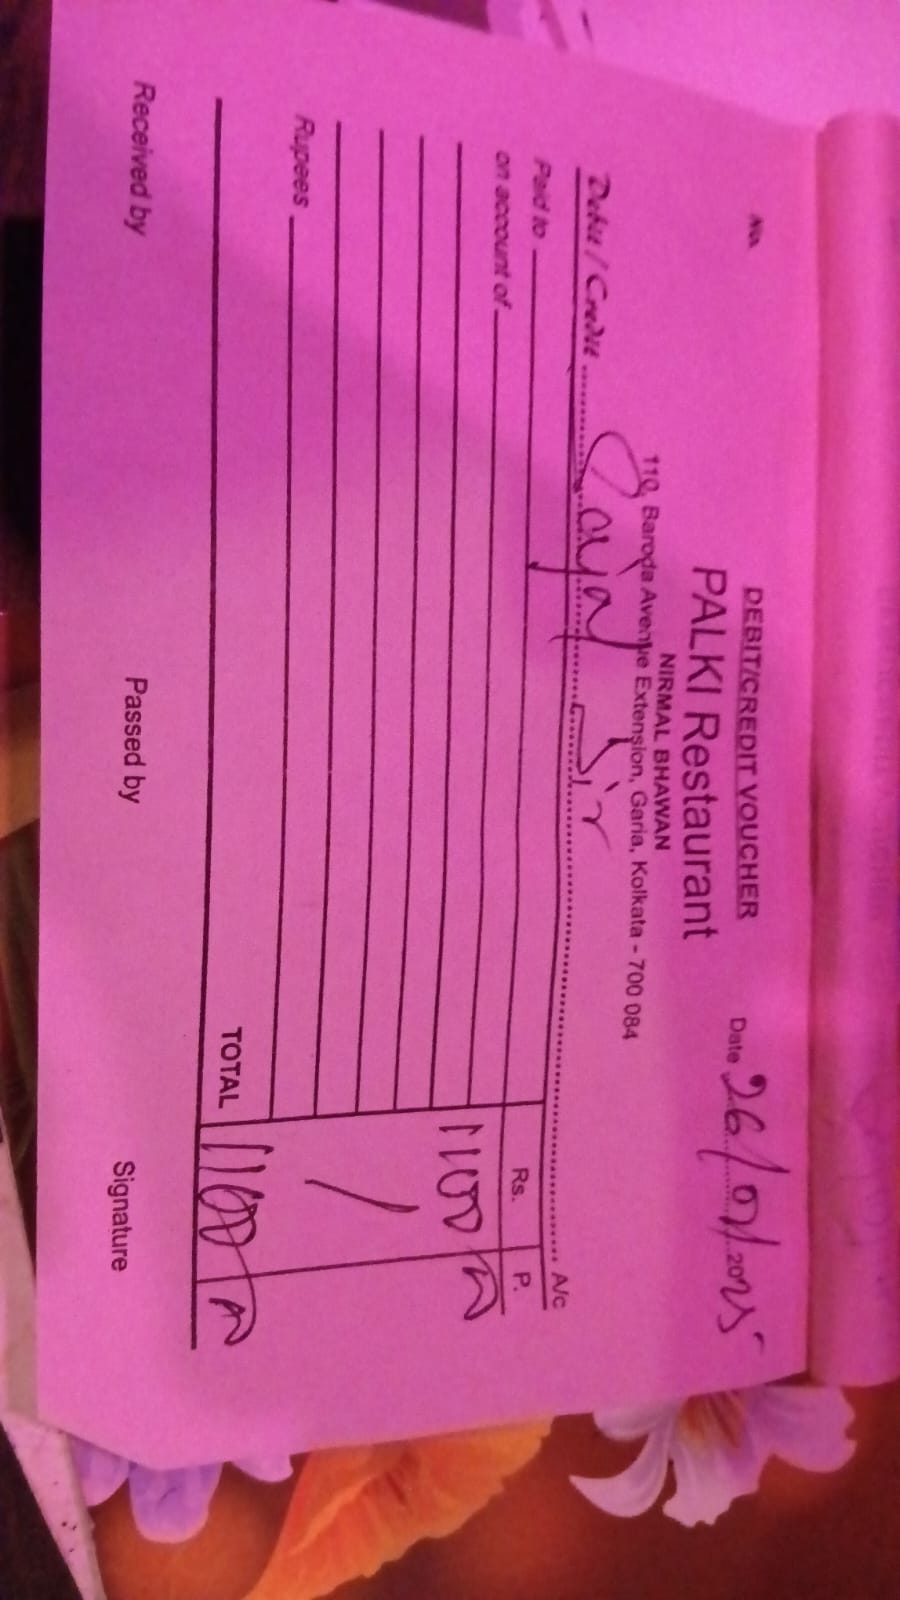 DEBIT/CREDIT VOUCHER
No. Date 26/01/2025
PALKI Restaurant
NIRMAL BHAWAN
110, Baroda Avenue Extension, Garia, Kolkata - 700 084
Debit / Credit Sir A/c
Paid to Rs. P.
on account of 1100
Rupees
TOTAL 1100
Received by Passed by Signature